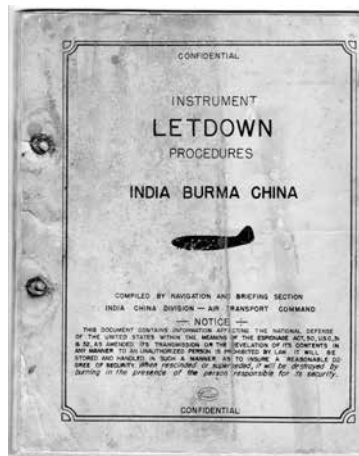 CONFIDENTIAL
INSTRUMENT
LETDOWN
PROCEDURES
INDIA BURMA CHINA
COMPILED BY NAVIGATION AND BRIEFING SECTION
INDIA CHINA DIVISION — AIR TRANSPORT COMMAND
NOTICE
THIS DOCUMENT CONTAINS INFORMATION AFFECTING THE NATIONAL DEFENSE
OF THE UNITED STATES WITHIN THE MEANING OF THE ESPIONAGE ACT, 50, U.S.C., 31
& 32, AS AMENDED. ITS TRANSMISSION OR THE REVELATION OF ITS CONTENTS IN
ANY MANNER TO AN UNAUTHORIZED PERSON IS PROHIBITED BY LAW. IT WILL BE
STORED AND HANDLED IN SUCH A MANNER AS TO INSURE A REASONABLE DE-
GREE OF SECURITY. When rescinded or superseded, it will be destroyed by
burning in the presence of the person responsible for its security.
CONFIDENTIAL